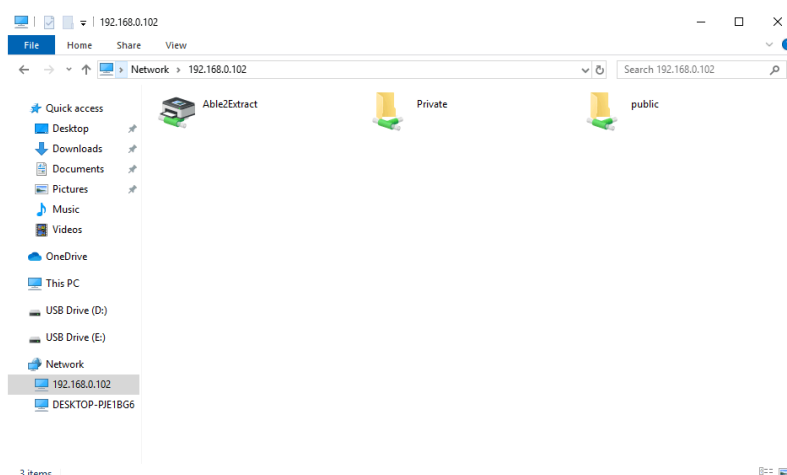 192.168.0.102
File Home Share View
Network › 192.168.0.102
Search 192.168.0.102
Quick access
Desktop
Downloads
Documents
Pictures
Music
Videos
OneDrive
This PC
USB Drive (D:)
USB Drive (E:)
Network
192.168.0.102
DESKTOP-PJE1BG6
Able2Extract
Private
public
3 items